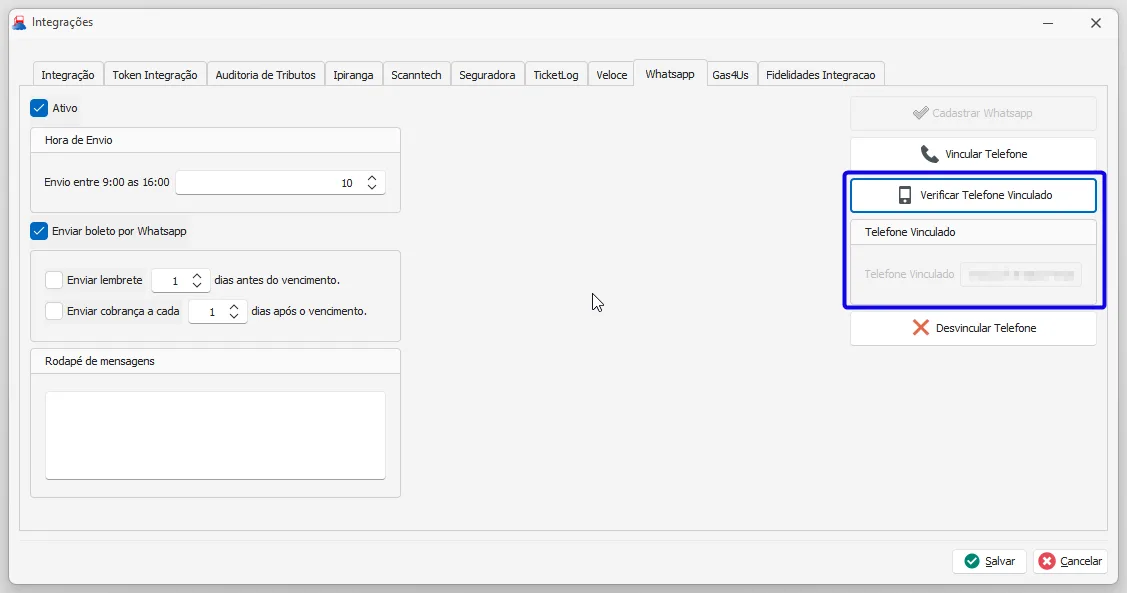 Integrações
Integração Token Integração Auditoria de Tributos Ipiranga Scanntech Seguradora TicketLog Veloce Whatsapp Gas4Us Fidelidades Integracao
Ativo
Hora de Envio
Envio entre 9:00 as 16:00 10
Enviar boleto por Whatsapp
Enviar lembrete 1 dias antes do vencimento.
Enviar cobrança a cada 1 dias após o vencimento.
Rodapé de mensagens
Cadastrar Whatsapp
Vincular Telefone
Verificar Telefone Vinculado
Telefone Vinculado
Telefone Vinculado
Desvincular Telefone
Salvar Cancelar